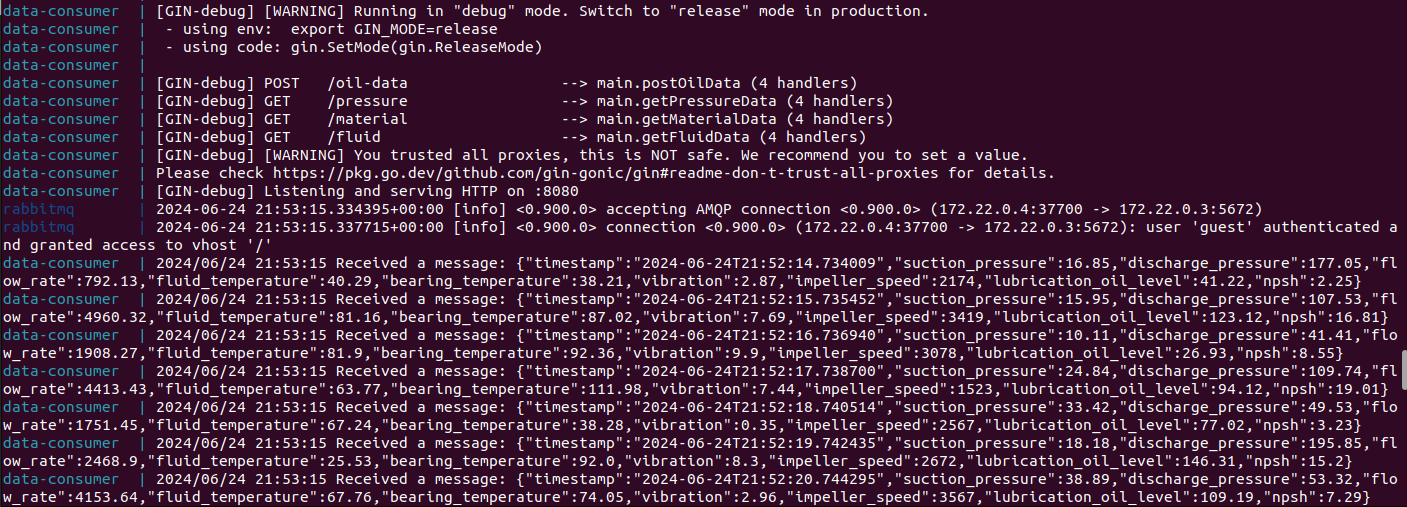 data-consumer | [GIN-debug] [WARNING] Running in "debug" mode. Switch to "release" mode in production.
data-consumer | - using env: export GIN_MODE=release
data-consumer | - using code: gin.SetMode(gin.ReleaseMode)
data-consumer |
data-consumer | [GIN-debug] POST /oil-data --> main.postOilData (4 handlers)
data-consumer | [GIN-debug] GET /pressure --> main.getPressureData (4 handlers)
data-consumer | [GIN-debug] GET /material --> main.getMaterialData (4 handlers)
data-consumer | [GIN-debug] GET /fluid --> main.getFluidData (4 handlers)
data-consumer | [GIN-debug] [WARNING] You trusted all proxies, this is NOT safe. We recommend you to set a value.
data-consumer | Please check https://pkg.go.dev/github.com/gin-gonic/gin#readme-don-t-trust-all-proxies for details.
data-consumer | [GIN-debug] Listening and serving HTTP on :8080
rabbitmq | 2024-06-24 21:53:15.334395+00:00 [info] <0.900.0> accepting AMQP connection <0.900.0> (172.22.0.4:37700 -> 172.22.0.3:5672)
rabbitmq | 2024-06-24 21:53:15.337715+00:00 [info] <0.900.0> connection <0.900.0> (172.22.0.4:37700 -> 172.22.0.3:5672): user 'guest' authenticated a
nd granted access to vhost '/'
data-consumer | 2024/06/24 21:53:15 Received a message: {"timestamp":"2024-06-24T21:52:14.734009","suction_pressure":16.85,"discharge_pressure":177.05,"fl
ow_rate":792.13,"fluid_temperature":40.29,"bearing_temperature":38.21,"vibration":2.87,"impeller_speed":2174,"lubrication_oil_level":41.22,"npsh":2.25}
data-consumer | 2024/06/24 21:53:15 Received a message: {"timestamp":"2024-06-24T21:52:15.735452","suction_pressure":15.95,"discharge_pressure":107.53,"fl
ow_rate":4960.32,"fluid_temperature":81.16,"bearing_temperature":87.02,"vibration":7.69,"impeller_speed":3419,"lubrication_oil_level":123.12,"npsh":16.81}
data-consumer | 2024/06/24 21:53:15 Received a message: {"timestamp":"2024-06-24T21:52:16.736940","suction_pressure":10.11,"discharge_pressure":41.41,"flo
w_rate":1908.27,"fluid_temperature":81.9,"bearing_temperature":92.36,"vibration":9.9,"impeller_speed":3078,"lubrication_oil_level":26.93,"npsh":8.55}
data-consumer | 2024/06/24 21:53:15 Received a message: {"timestamp":"2024-06-24T21:52:17.738700","suction_pressure":24.84,"discharge_pressure":109.74,"fl
ow_rate":4413.43,"fluid_temperature":63.77,"bearing_temperature":111.98,"vibration":7.44,"impeller_speed":1523,"lubrication_oil_level":94.12,"npsh":19.01}
data-consumer | 2024/06/24 21:53:15 Received a message: {"timestamp":"2024-06-24T21:52:18.740514","suction_pressure":33.42,"discharge_pressure":49.53,"flo
w_rate":1751.45,"fluid_temperature":67.24,"bearing_temperature":38.28,"vibration":0.35,"impeller_speed":2567,"lubrication_oil_level":77.02,"npsh":3.23}
data-consumer | 2024/06/24 21:53:15 Received a message: {"timestamp":"2024-06-24T21:52:19.742435","suction_pressure":18.18,"discharge_pressure":195.85,"fl
ow_rate":2468.9,"fluid_temperature":25.53,"bearing_temperature":92.0,"vibration":8.3,"impeller_speed":2672,"lubrication_oil_level":146.31,"npsh":15.2}
data-consumer | 2024/06/24 21:53:15 Received a message: {"timestamp":"2024-06-24T21:52:20.744295","suction_pressure":38.89,"discharge_pressure":53.32,"flo
w_rate":4153.64,"fluid_temperature":67.76,"bearing_temperature":74.05,"vibration":2.96,"impeller_speed":3567,"lubrication_oil_level":109.19,"npsh":7.29}